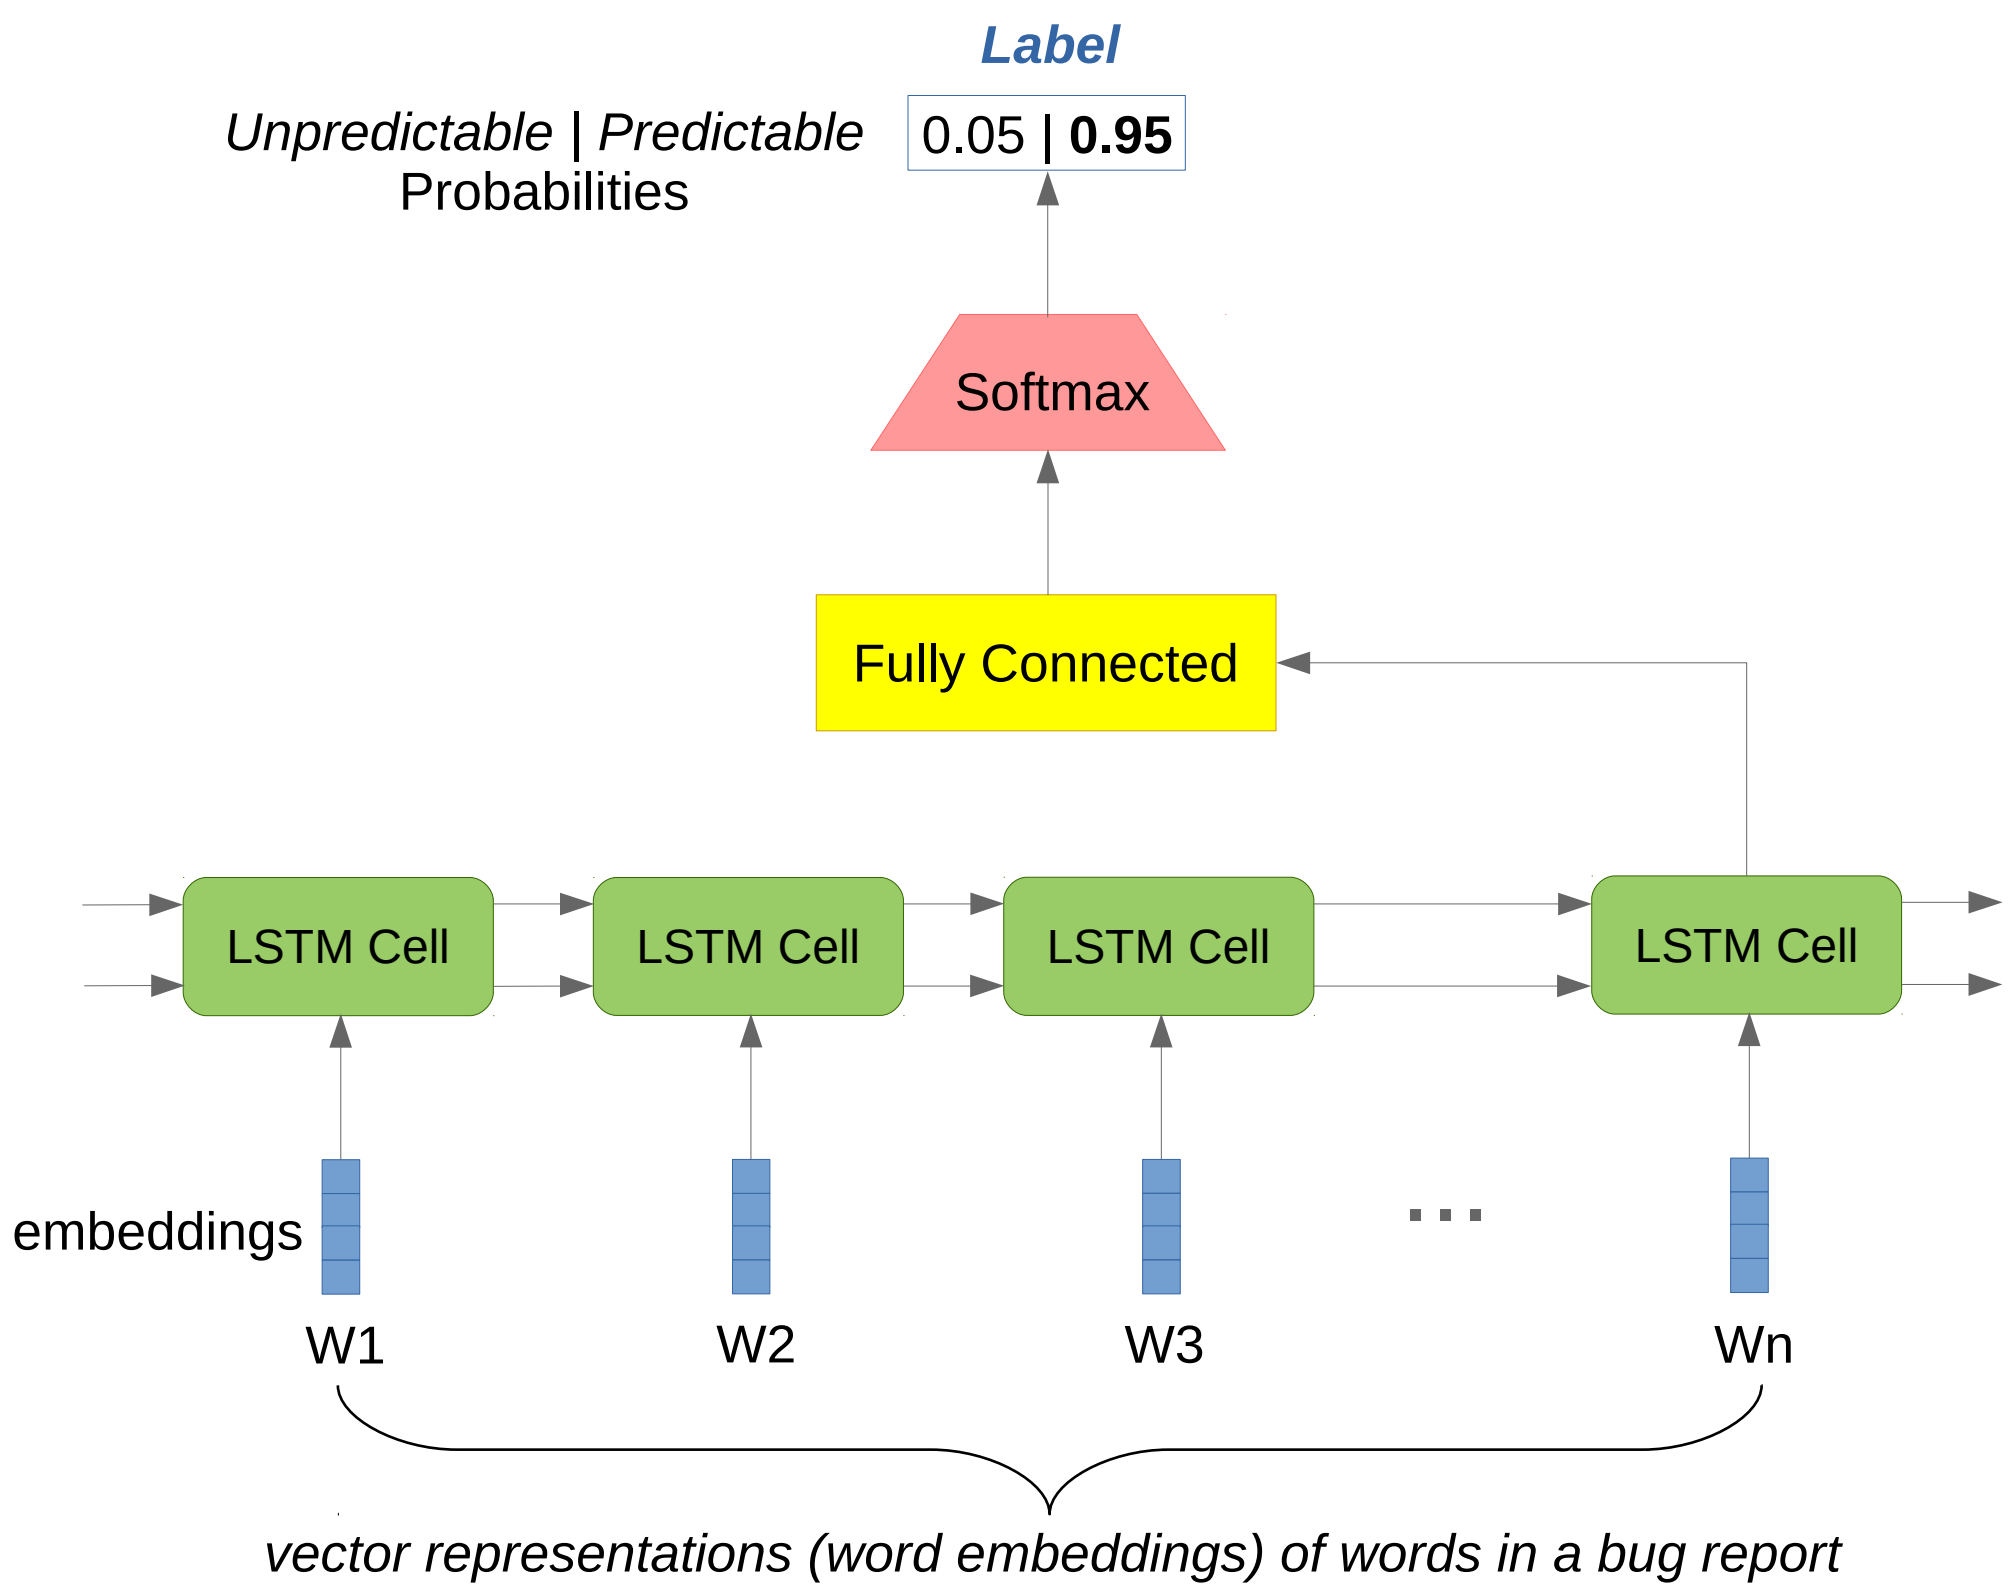 Label
Unpredictable | Predictable
Probabilities
0.05 | 0.95
Softmax
Fully Connected
LSTM Cell
LSTM Cell
LSTM Cell
LSTM Cell
embeddings
...
W1
W2
W3
Wn
vector representations (word embeddings) of words in a bug report